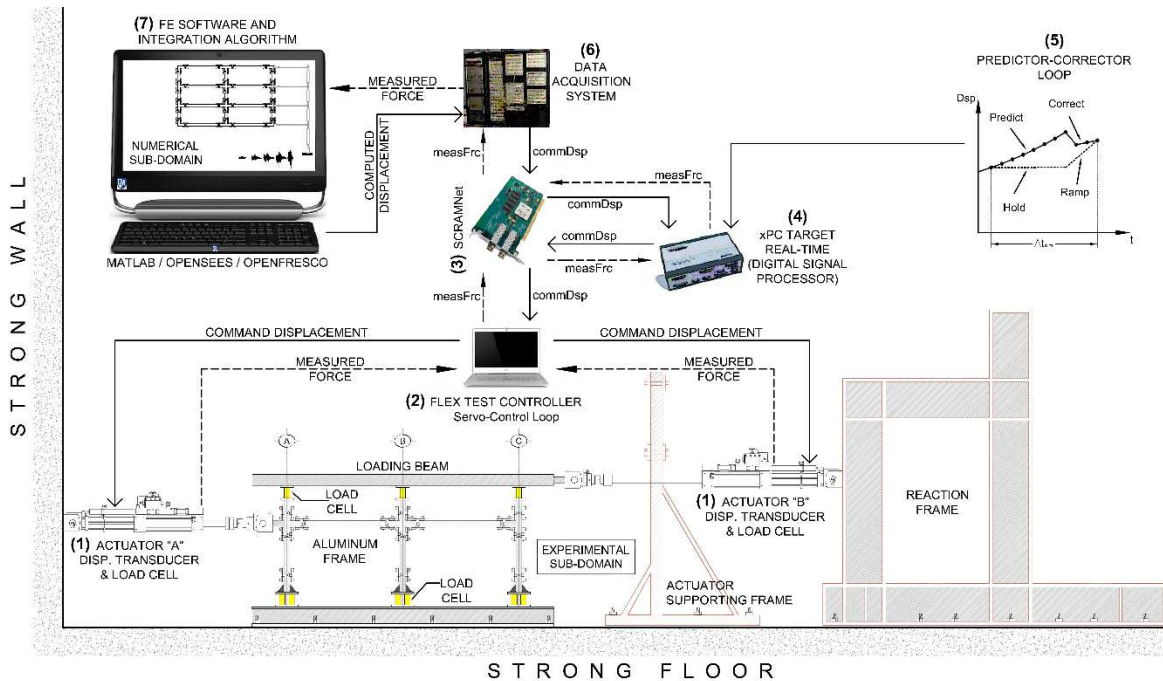 (7) FE SOFTWARE AND
INTEGRATION ALGORITHM
NUMERICAL
SUB-DOMAIN
MATLAB / OPENSEES / OPENFRESCO
MEASURED
FORCE
COMPUTED
DISPLACEMENT
(6)
DATA
ACQUISITION
SYSTEM
measFrc
commDsp
(3) SCRAMNet
measFrc
commDsp
commDsp
measFrc
measFrc
commDsp
(4)
xPC TARGET
REAL-TIME
(DIGITAL SIGNAL
PROCESSOR)
(5)
PREDICTOR-CORRECTOR
LOOP
Dsp
Correct
Predict
Ramp
Hold
t
COMMAND DISPLACEMENT
MEASURED
FORCE
COMMAND DISPLACEMENT
MEASURED
FORCE
(2) FLEX TEST CONTROLLER
Servo-Control Loop
A
B
C
LOADING BEAM
LOAD
CELL
(1) ACTUATOR "A"
DISP. TRANSDUCER
& LOAD CELL
ALUMINUM
FRAME
LOAD
CELL
EXPERIMENTAL
SUB-DOMAIN
(1) ACTUATOR "B"
DISP. TRANSDUCER
& LOAD CELL
ACTUATOR
SUPPORTING FRAME
REACTION
FRAME
STRONG WALL
STRONG FLOOR